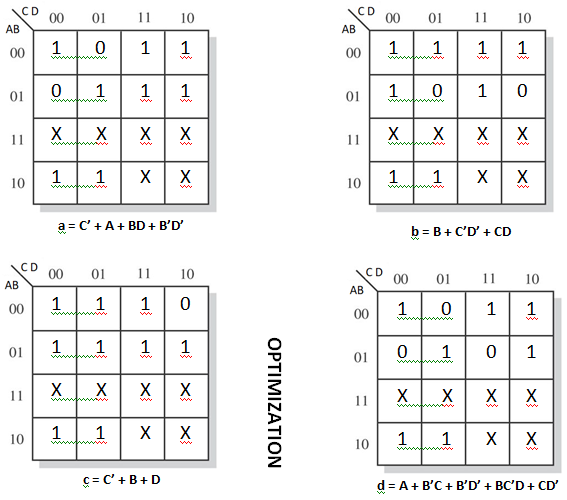 C D
00 01 11 10
AB
00 1 0 1 1
01 0 1 1 1
11 X X X X
10 1 1 X X
a = C' + A + BD + B'D'
C D
00 01 11 10
AB
00 1 1 1 1
01 1 0 1 0
11 X X X X
10 1 1 X X
b = B + C'D' + CD
C D
00 01 11 10
AB
00 1 1 1 0
01 1 1 1 1
11 X X X X
10 1 1 X X
c = C' + B + D
OPTIMIZATION
C D
00 01 11 10
AB
00 1 0 1 1
01 0 1 0 1
11 X X X X
10 1 1 X X
d = A + B'C + B'D' + BC'D + CD'